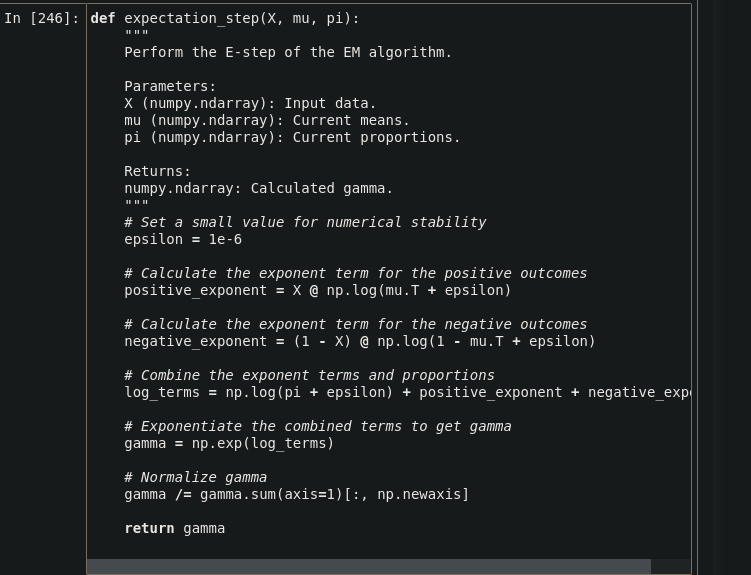 In [246]: def expectation_step(X, mu, pi):
"""
Perform the E-step of the EM algorithm.
Parameters:
X (numpy.ndarray): Input data.
mu (numpy.ndarray): Current means.
pi (numpy.ndarray): Current proportions.
Returns:
numpy.ndarray: Calculated gamma.
"""
# Set a small value for numerical stability
epsilon = 1e-6
# Calculate the exponent term for the positive outcomes
positive_exponent = X @ np.log(mu.T + epsilon)
# Calculate the exponent term for the negative outcomes
negative_exponent = (1 - X) @ np.log(1 - mu.T + epsilon)
# Combine the exponent terms and proportions
log_terms = np.log(pi + epsilon) + positive_exponent + negative_expo
# Exponentiate the combined terms to get gamma
gamma = np.exp(log_terms)
# Normalize gamma
gamma /= gamma.sum(axis=1)[:, np.newaxis]
return gamma